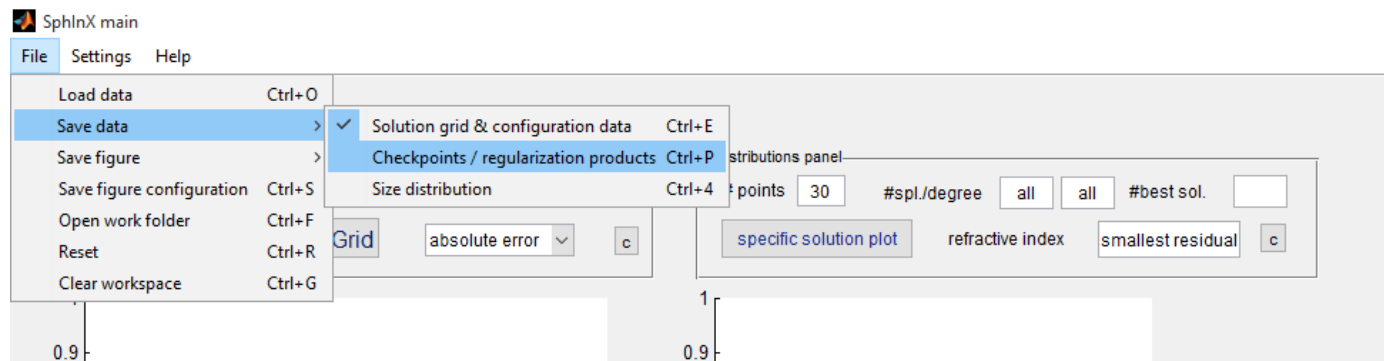 SphInX main
File Settings Help
Load data Ctrl+O
Save data >
Save figure >
Save figure configuration Ctrl+S
Open work folder Ctrl+F
Reset Ctrl+R
Clear workspace Ctrl+G
Solution grid & configuration data Ctrl+E
Checkpoints / regularization products Ctrl+P
Size distribution Ctrl+4
Grid absolute error c
stributions panel
points 30 #spl./degree all all #best sol.
specific solution plot refractive index smallest residual c
1
0.9
1
0.9